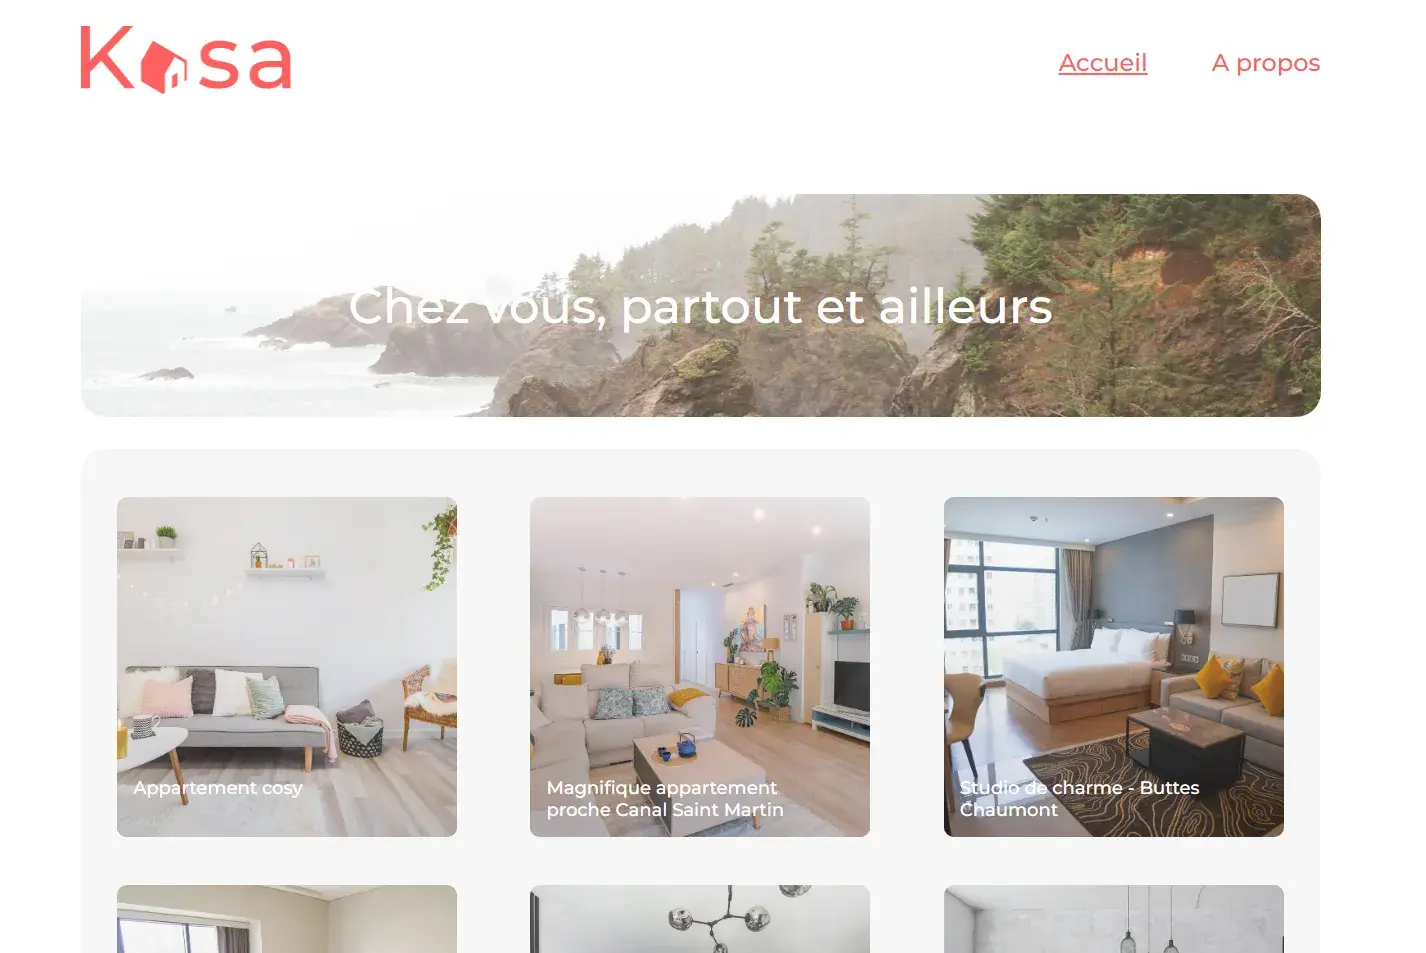 Kasa
Accueil
A propos
Chez vous, partout et ailleurs
Appartement cosy
Magnifique appartement
proche Canal Saint Martin
Studio de charme - Buttes
Chaumont